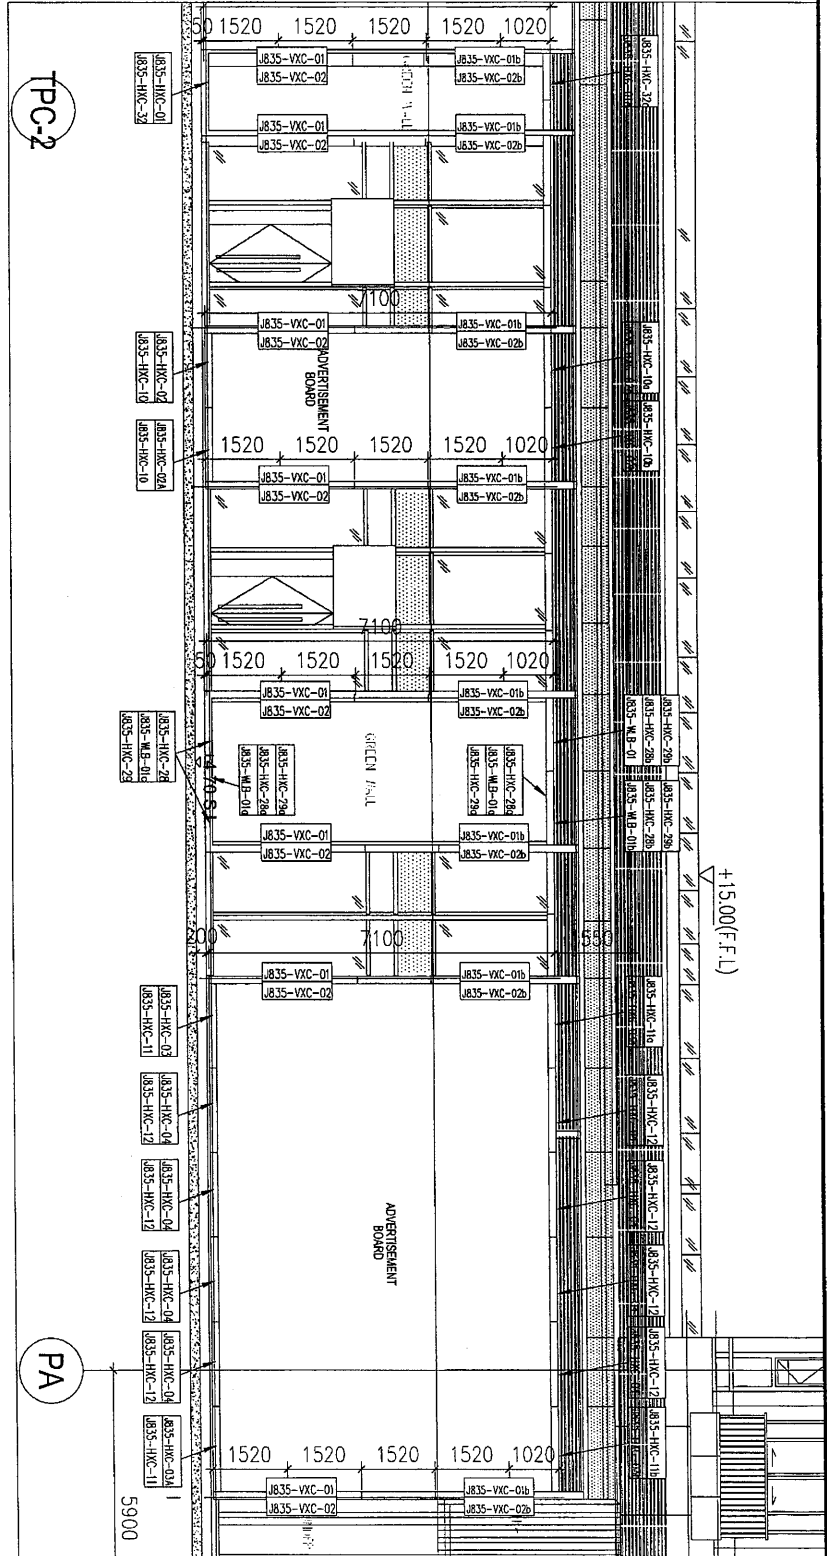 50 1520 1520 1520 1520 1020
J835-VXC-01
J835-VXC-02
J835-VXC-01b
J835-VXC-02b
J835-HXC-01
J835-HXC-32
J835-HXC-32a
TPC-2
J835-VXC-01
J835-VXC-02
J835-VXC-01b
J835-VXC-02b
7100
J835-VXC-01
J835-VXC-02
J835-VXC-01b
J835-VXC-02b
J835-HXC-02
J835-HXC-10
J835-HXC-10a
ADVERTISEMENT
BOARD
J835-HXC-02A
J835-HXC-10
J835-HXC-10b
1520 1520 1520 1520 1020
J835-VXC-01
J835-VXC-02
J835-VXC-01b
J835-VXC-02b
7100
50 1520 1520 1520 1520 1020
J835-VXC-01
J835-VXC-02
J835-VXC-01b
J835-VXC-02b
J835-HXC-28
J835-WLB-01c
J835-HXC-29
J835-HXC-29a
J835-HXC-28a
J835-WLB-01a
GREEN WALL
J835-HXC-28a
J835-WLB-01a
J835-HXC-29a
J835-HXC-29b
J835-HXC-28b
J835-WLB-01
J835-HXC-29b
J835-HXC-28b
J835-WLB-01b
J835-VXC-01
J835-VXC-02
J835-VXC-01b
J835-VXC-02b
+15.00(F.F.L)
200 7100 1550
J835-VXC-01
J835-VXC-02
J835-VXC-01b
J835-VXC-02b
J835-HXC-03
J835-HXC-11
J835-HXC-11a
J835-HXC-04
J835-HXC-12
J835-HXC-12
J835-HXC-04
J835-HXC-12
J835-HXC-12
ADVERTISEMENT
BOARD
J835-HXC-04
J835-HXC-12
J835-HXC-12
J835-HXC-04
J835-HXC-12
J835-HXC-12
PA
J835-HXC-03A
J835-HXC-11
J835-HXC-11b
1520 1520 1520 1520 1020
J835-VXC-01
J835-VXC-02
J835-VXC-01b
J835-VXC-02b
5900